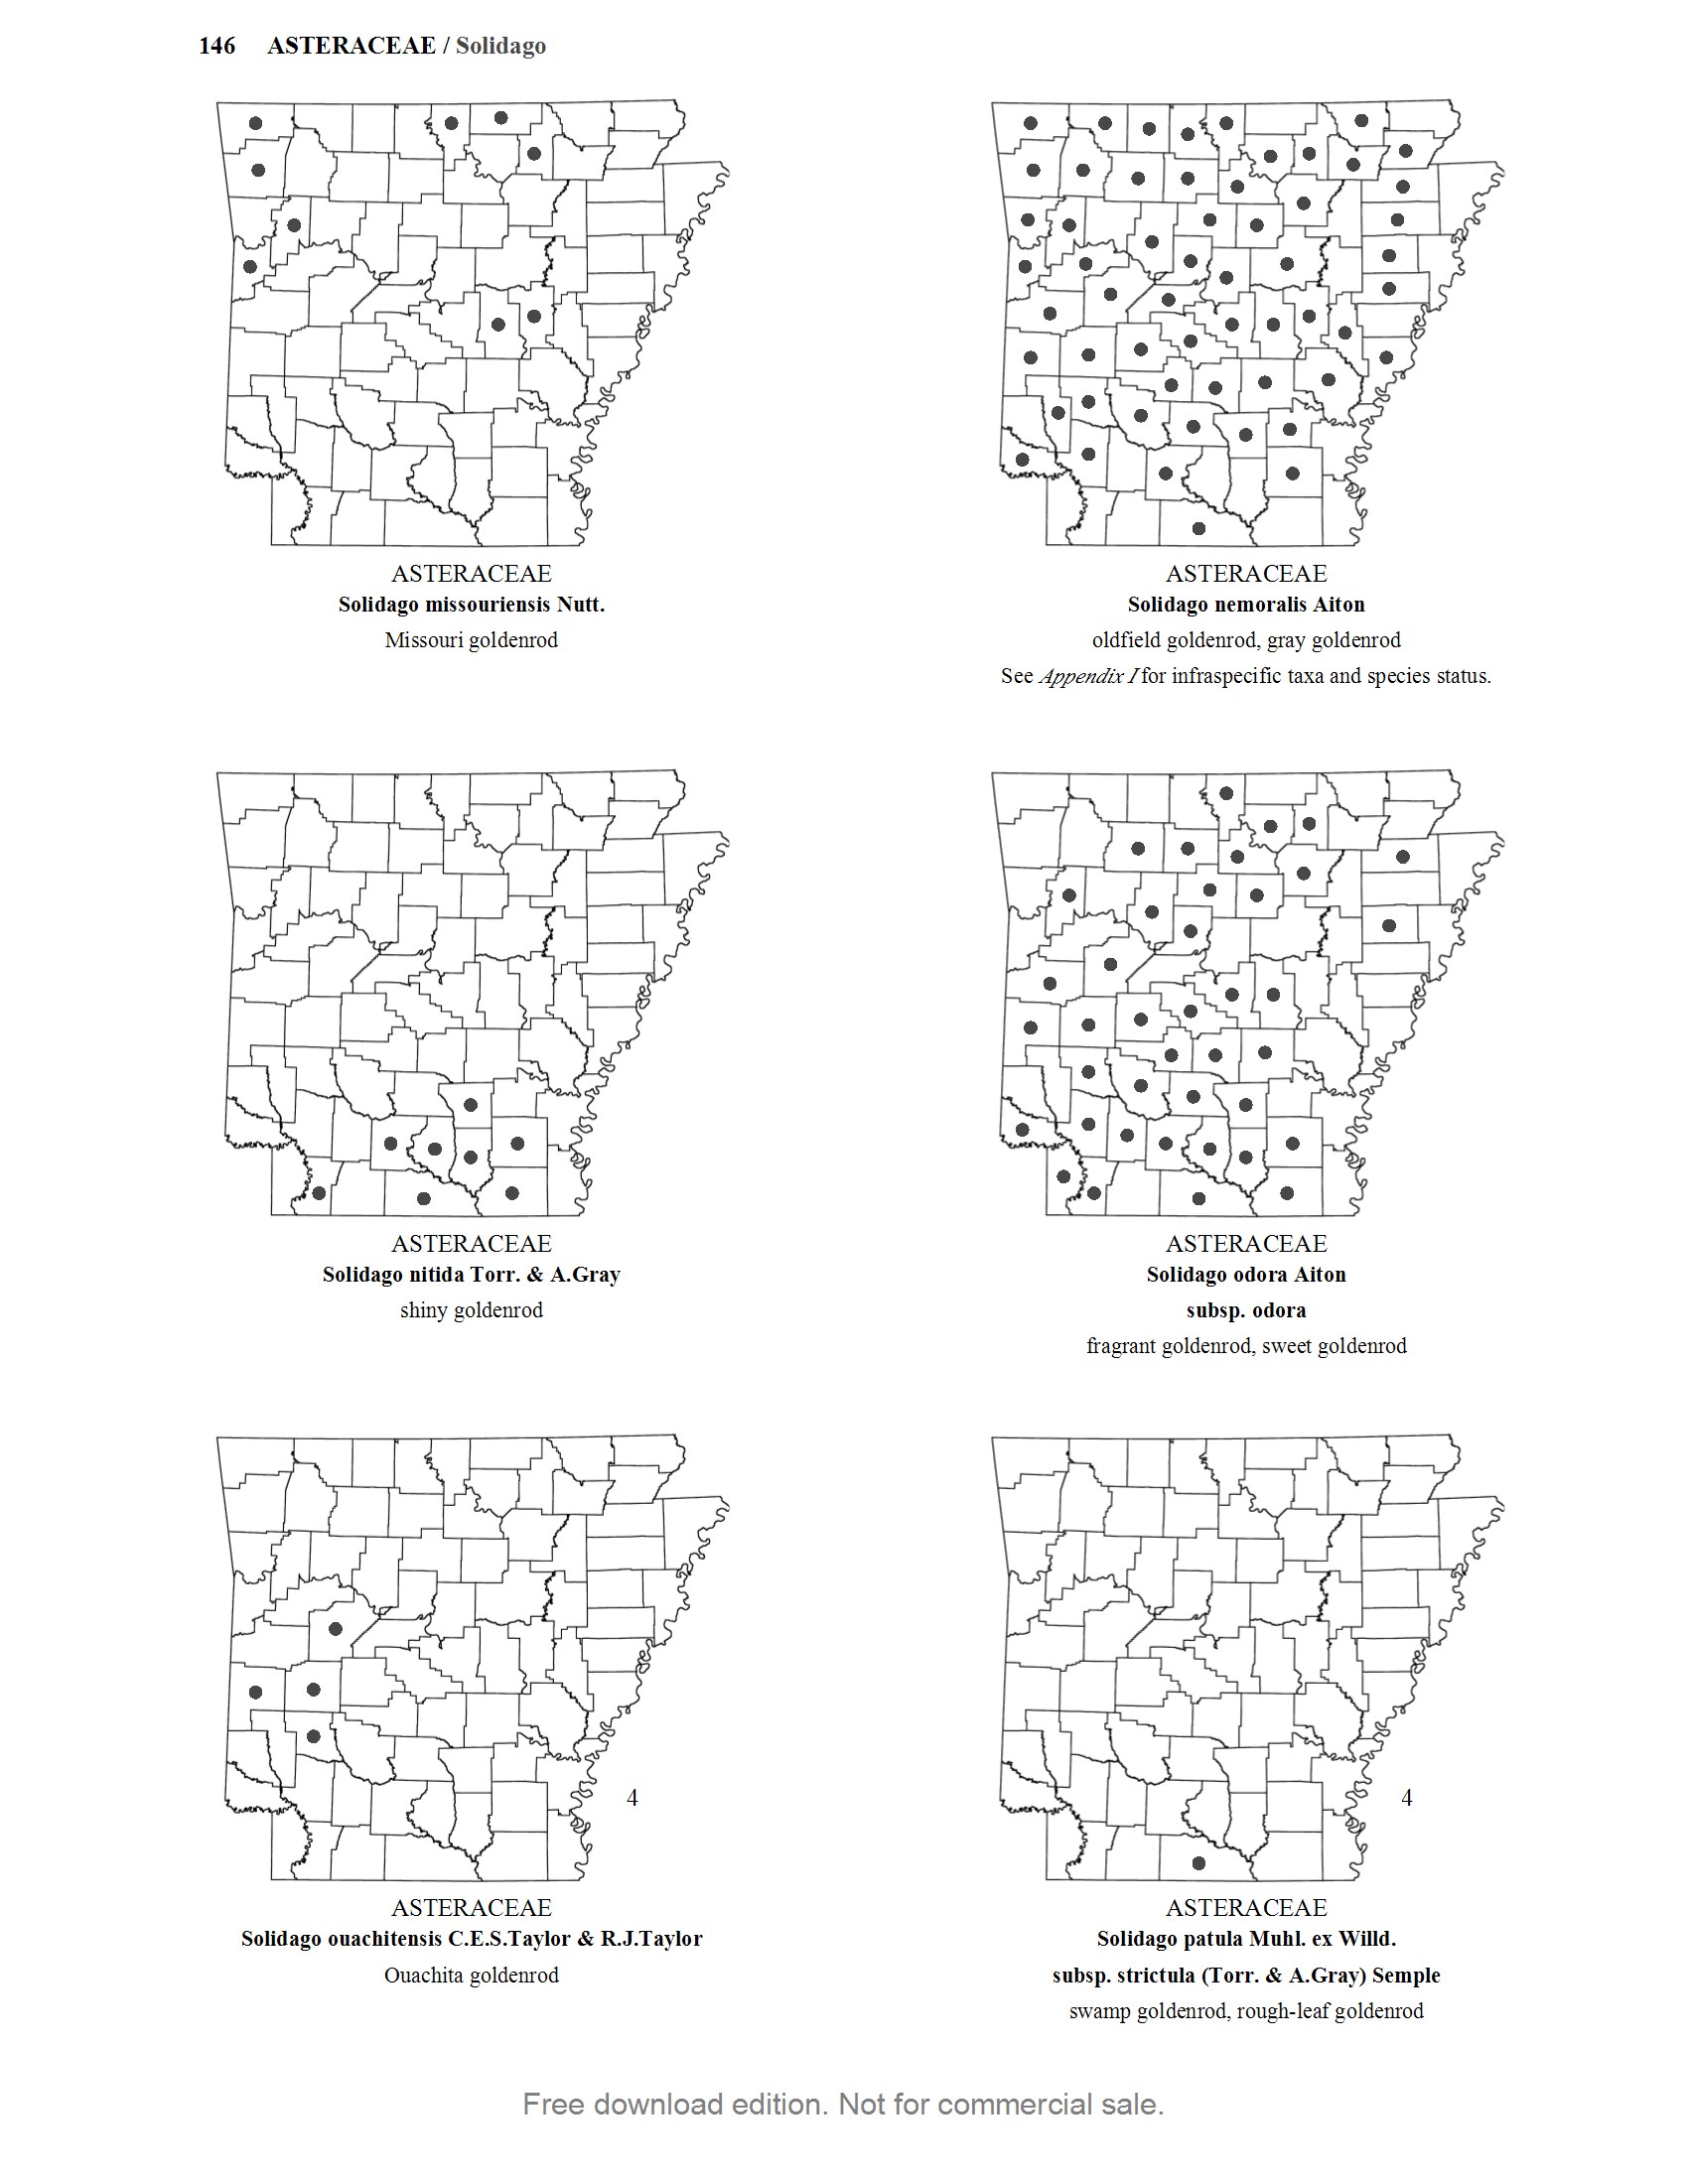 146 ASTERACEAE / Solidago
ASTERACEAE
Solidago missouriensis Nutt.
Missouri goldenrod
ASTERACEAE
Solidago nemoralis Aiton
oldfield goldenrod, gray goldenrod
See Appendix I for infraspecific taxa and species status.
ASTERACEAE
Solidago nitida Torr. & A.Gray
shiny goldenrod
ASTERACEAE
Solidago odora Aiton
subsp. odora
fragrant goldenrod, sweet goldenrod
4
ASTERACEAE
Solidago ouachitensis C.E.S.Taylor & R.J.Taylor
Ouachita goldenrod
4
ASTERACEAE
Solidago patula Muhl. ex Willd.
subsp. strictula (Torr. & A.Gray) Semple
swamp goldenrod, rough-leaf goldenrod
Free download edition. Not for commercial sale.